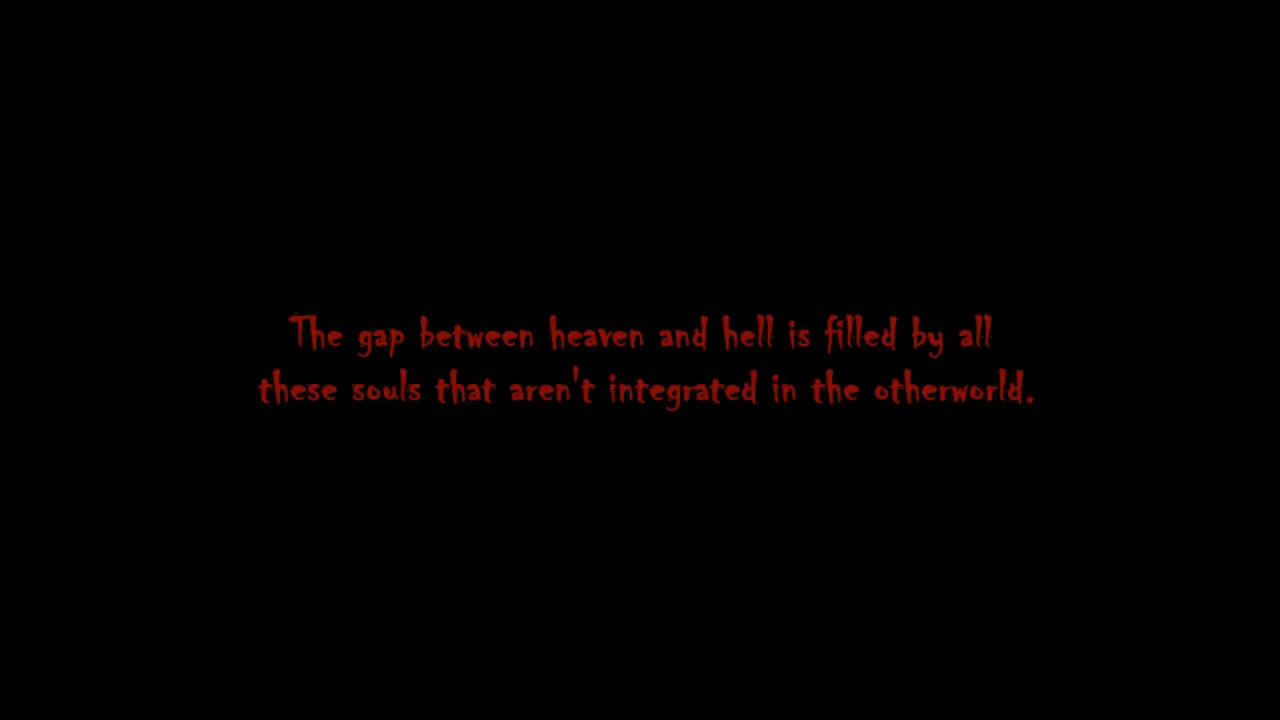 The gap between heaven and hell is filled by all
these souls that aren't integrated in the otherworld.